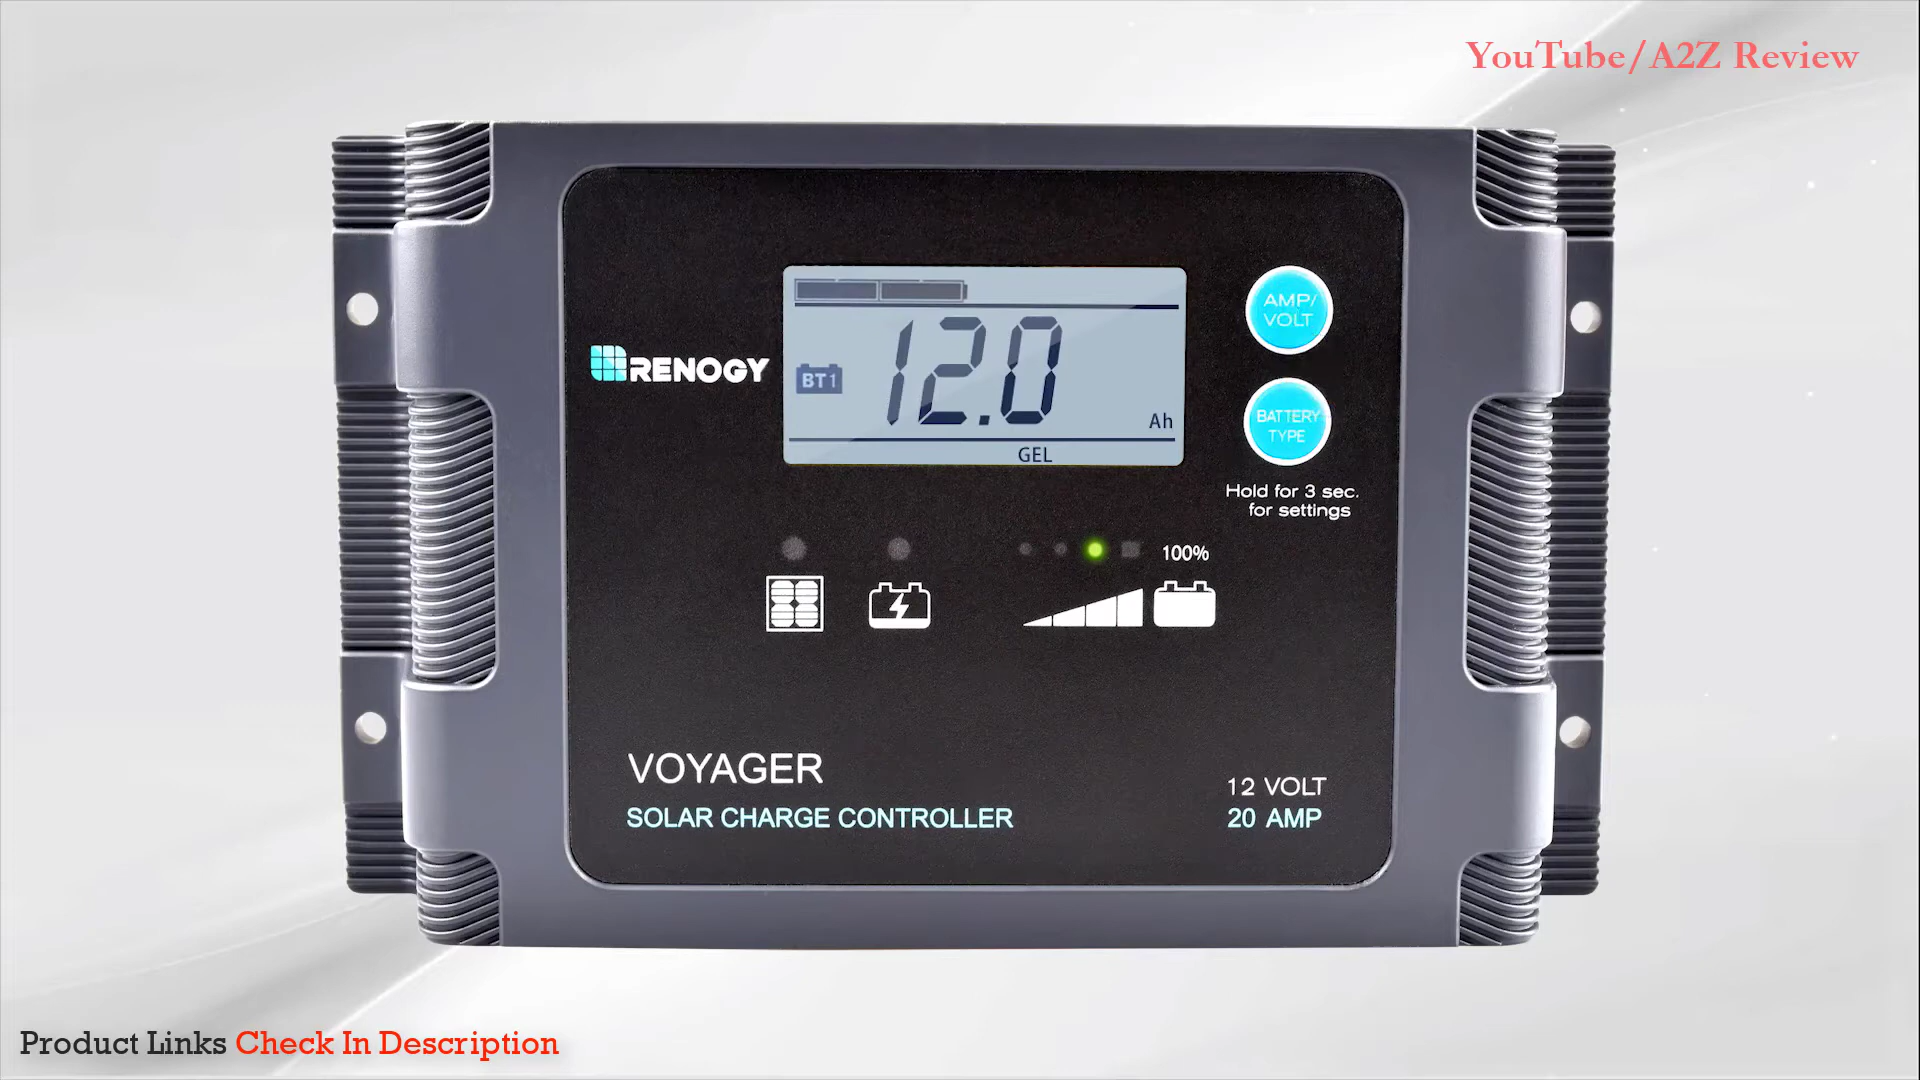 YouTube/A2Z Review
RENOGY
BT1
12.0
Ah
GEL
AMP/
VOLT
BATTERY
TYPE
Hold for 3 sec.
for settings
100%
VOYAGER
SOLAR CHARGE CONTROLLER
12 VOLT
20 AMP
Product Links Check In Description